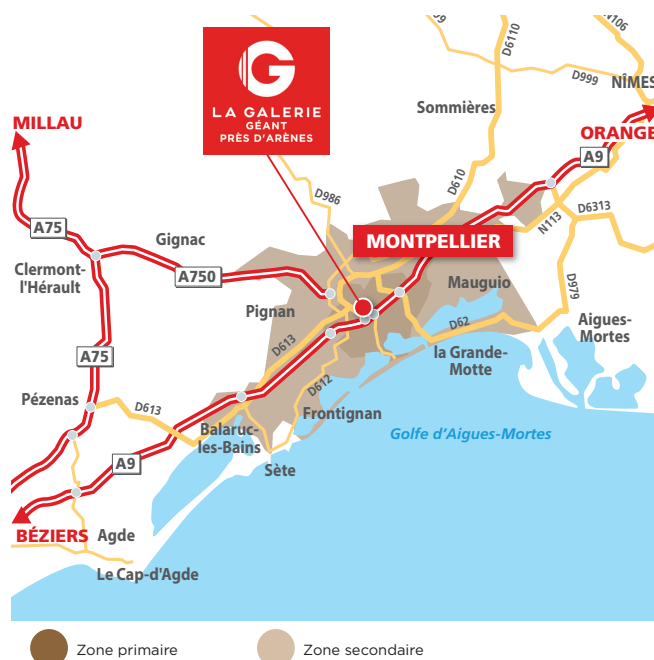 N106
D6110
D999
NÎMES
LA GALERIE
GÉANT
PRÈS D'ARÈNES
Sommières
MILLAU
ORANGE
A9
D986
D610
D6313
A75
N113
Gignac
MONTPELLIER
Clermont-
l'Hérault
A750
Mauguio
D979
Pignan
D62
Aigues-
Mortes
D613
A75
la Grande-
Motte
D612
Pézenas
D613
Frontignan
Balaruc-
les-Bains
Golfe d'Aigues-Mortes
A9
Sète
BÉZIERS
Agde
Le Cap-d'Agde
Zone primaire
Zone secondaire